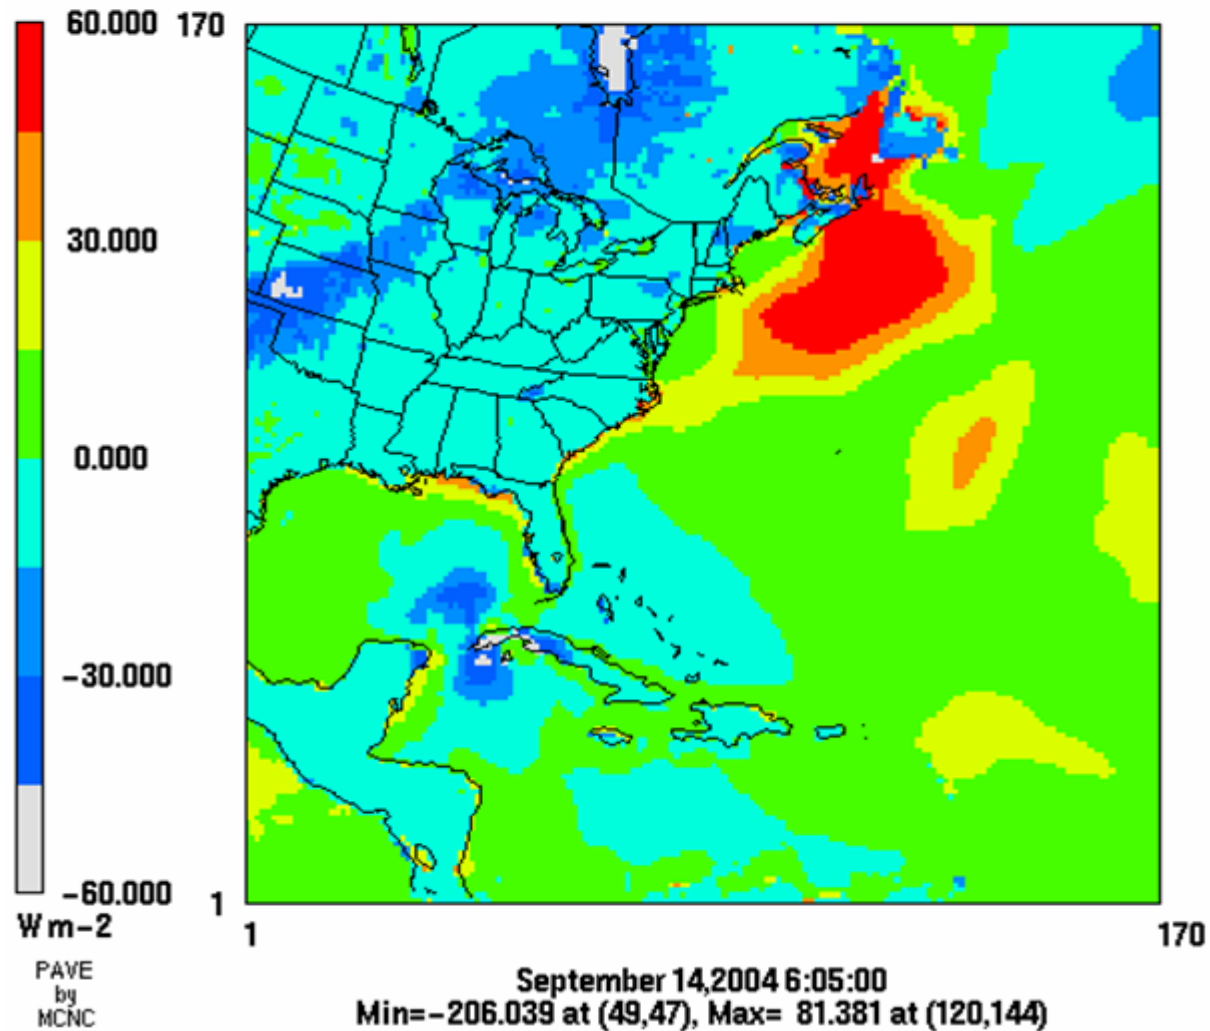 60.000
170
30.000
0.000
-30.000
-60.000
1
W m-2
1
170
PAVE
by
MCNC
September 14,2004 6:05:00
Min=-206.039 at (49,47), Max= 81.381 at (120,144)